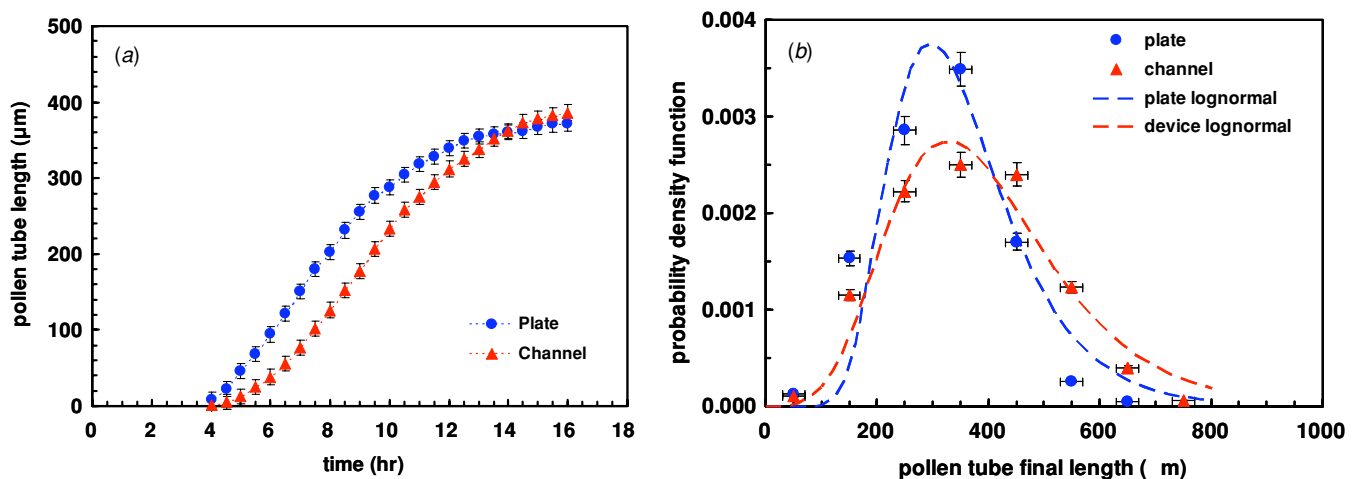 (a)
pollen tube length (µm)
500
400
300
200
100
0
Plate
Channel
0 2 4 6 8 10 12 14 16 18
time (hr)
(b)
probability density function
0.004
0.003
0.002
0.001
0.000
plate
channel
plate lognormal
device lognormal
0 200 400 600 800 1000
pollen tube final length ( m)